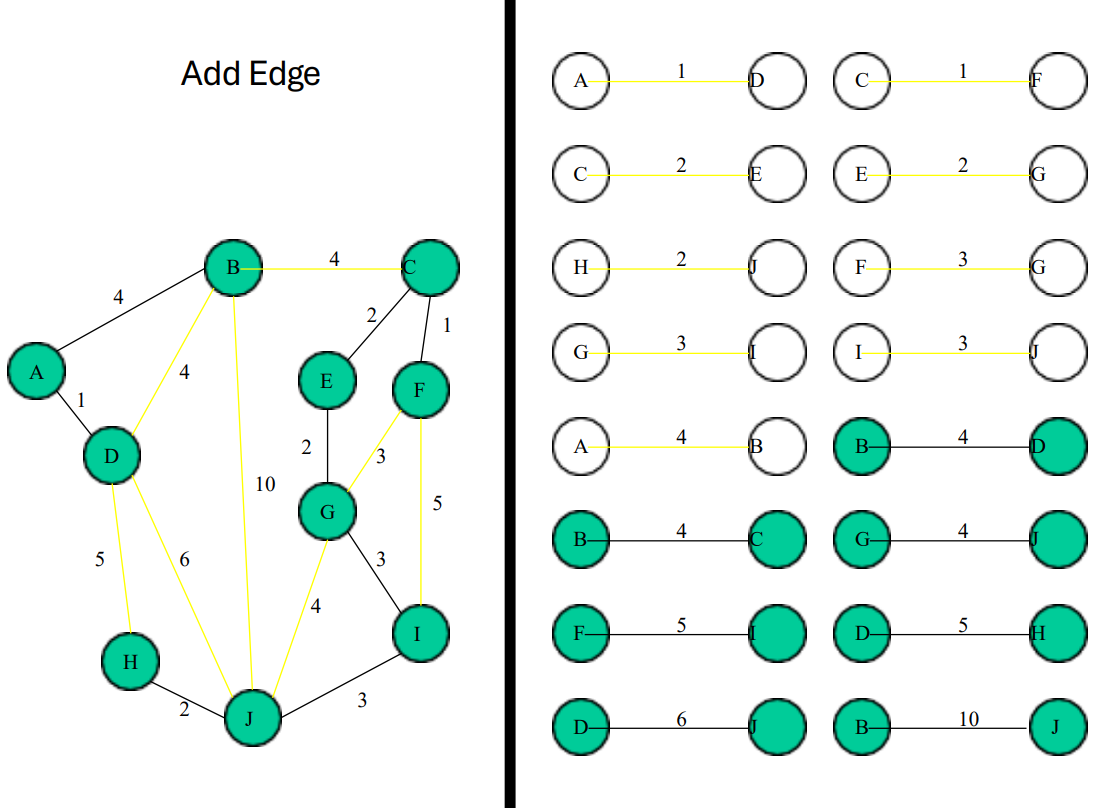 Add Edge
B 4 C
4
2
1
A
E
F
4
1
D
2
3
10
5
G
5
6
3
4
I
H
2
J
3
A 1 D
C 1 F
C 2 E
E 2 G
H 2 J
F 3 G
G 3 I
I 3 J
A 4 B
B 4 D
B 4 C
G 4 J
F 5 I
D 5 H
D 6 J
B 10 J